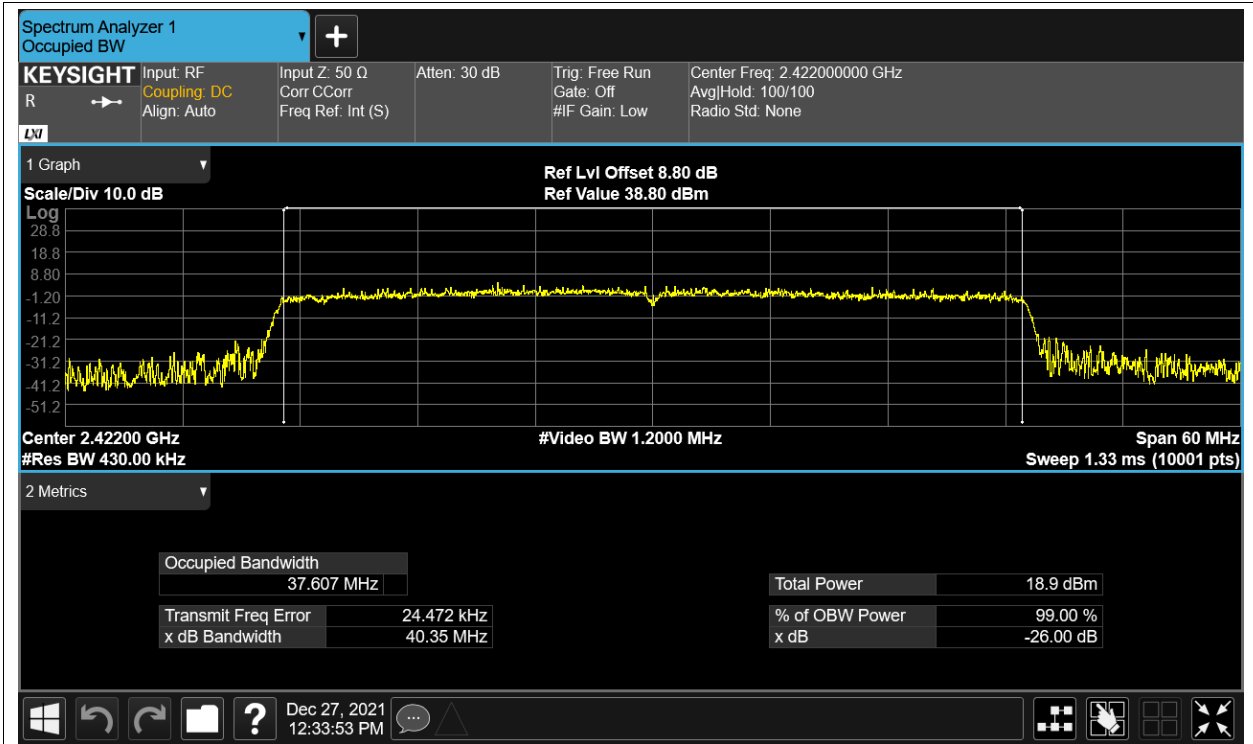 Spectrum Analyzer 1
Occupied BW
KEYSIGHT
R
LXI
Input: RF
Coupling: DC
Align: Auto
Input Z: 50 Ω
Corr CCorr
Freq Ref: Int (S)
Atten: 30 dB
Trig: Free Run
Gate: Off
#IF Gain: Low
Center Freq: 2.422000000 GHz
Avg|Hold: 100/100
Radio Std: None
1 Graph
Scale/Div 10.0 dB
Ref Lvl Offset 8.80 dB
Ref Value 38.80 dBm
Log
28.8
18.8
8.80
-1.20
-11.2
-21.2
-31.2
-41.2
-51.2
Center 2.42200 GHz
#Video BW 1.2000 MHz
Span 60 MHz
#Res BW 430.00 kHz
Sweep 1.33 ms (10001 pts)
2 Metrics
Occupied Bandwidth
37.607 MHz
Transmit Freq Error 24.472 kHz
x dB Bandwidth 40.35 MHz
Total Power 18.9 dBm
% of OBW Power 99.00 %
x dB -26.00 dB
?
Dec 27, 2021
12:33:53 PM